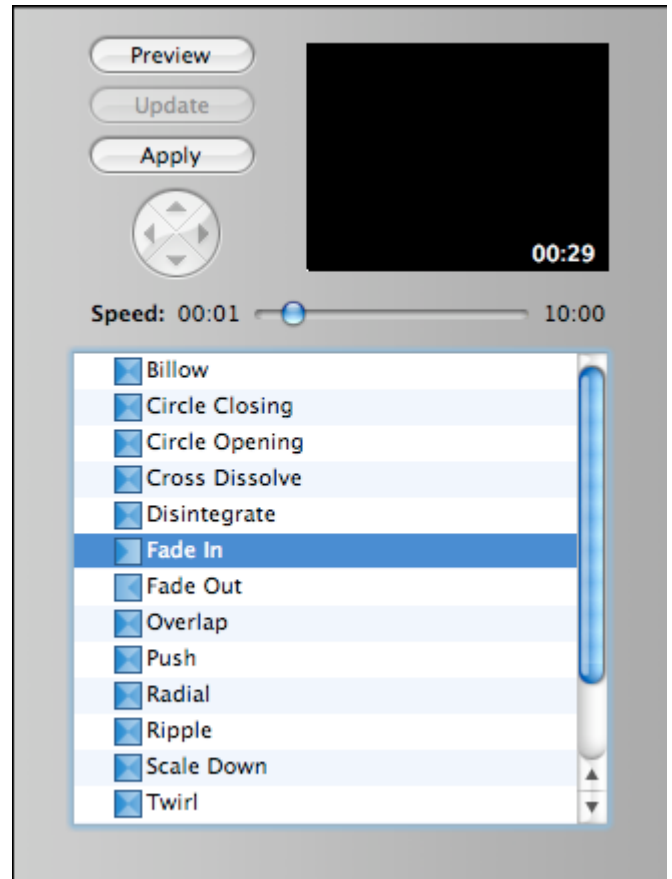 Preview
Update
Apply
00:29
Speed: 00:01 10:00
Billow
Circle Closing
Circle Opening
Cross Dissolve
Disintegrate
Fade In
Fade Out
Overlap
Push
Radial
Ripple
Scale Down
Twirl